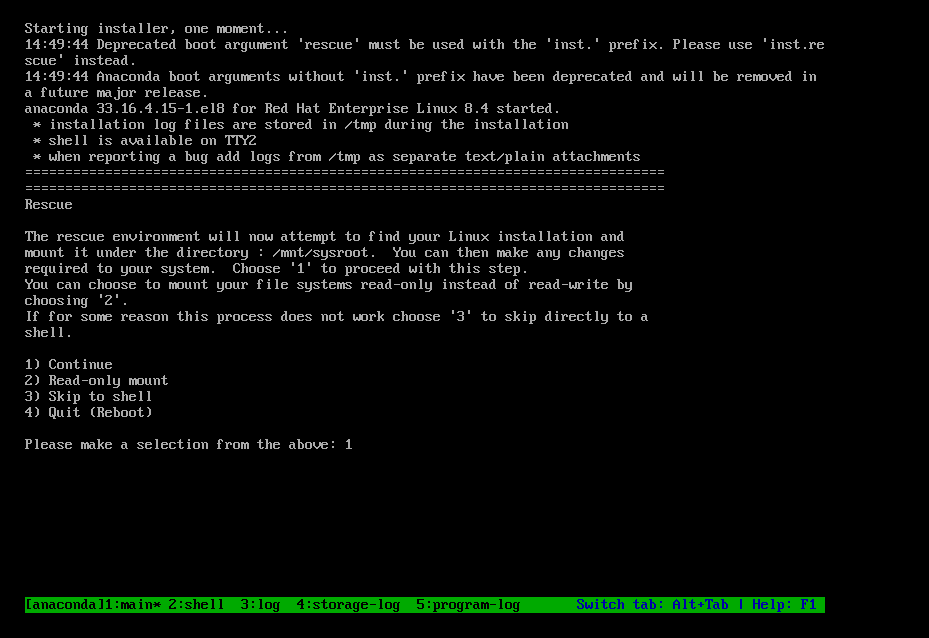 Starting installer, one moment...
14:49:44 Deprecated boot argument 'rescue' must be used with the 'inst.' prefix. Please use 'inst.re
scue' instead.
14:49:44 Anaconda boot arguments without 'inst.' prefix have been deprecated and will be removed in
a future major release.
anaconda 33.16.4.15-1.el8 for Red Hat Enterprise Linux 8.4 started.
 * installation log files are stored in /tmp during the installation
 * shell is available on TTY2
 * when reporting a bug add logs from /tmp as separate text/plain attachments
================================================================================
================================================================================
Rescue

The rescue environment will now attempt to find your Linux installation and
mount it under the directory : /mnt/sysroot.  You can then make any changes
required to your system.  Choose '1' to proceed with this step.
You can choose to mount your file systems read-only instead of read-write by
choosing '2'.
If for some reason this process does not work choose '3' to skip directly to a
shell.

1) Continue
2) Read-only mount
3) Skip to shell
4) Quit (Reboot)

Please make a selection from the above: 1

[anaconda]1:main* 2:shell  3:log  4:storage-log  5:program-log       Switch tab: Alt+Tab | Help: F1